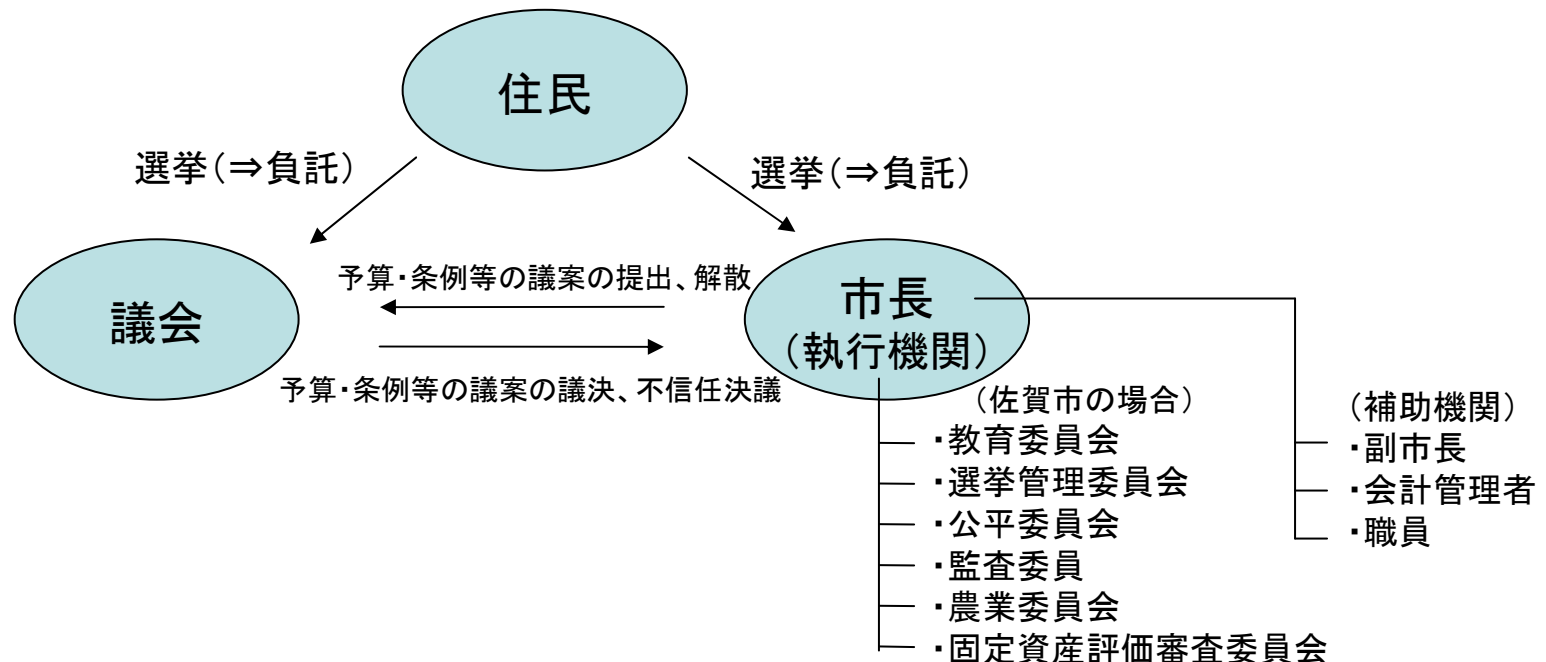 住民
選挙(⇒負託)
選挙(⇒負託)
予算・条例等の議案の提出、解散
議会
市長
(執行機関)
予算・条例等の議案の議決、不信任決議
(佐賀市の場合)
・教育委員会
・選挙管理委員会
・公平委員会
・監査委員
・農業委員会
・固定資産評価審査委員会
(補助機関)
・副市長
・会計管理者
・職員